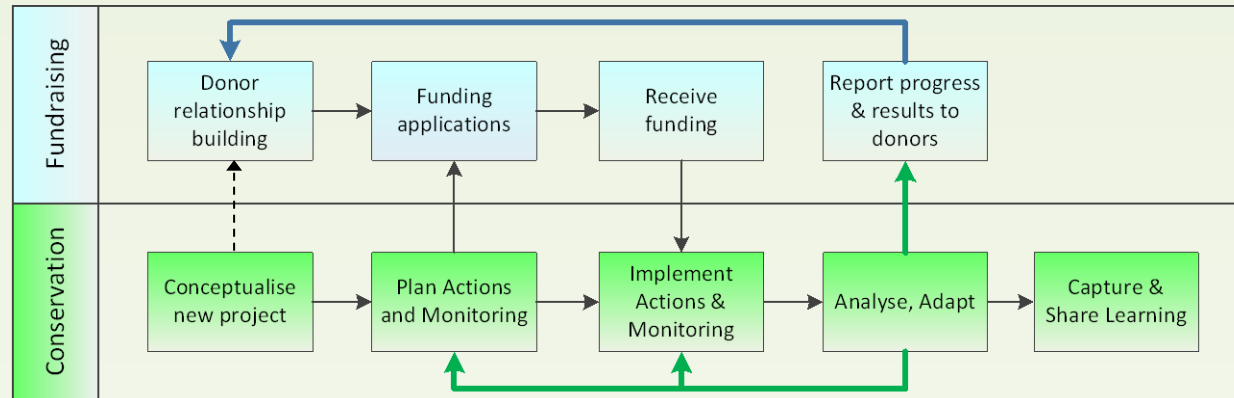 Fundraising
Donor
relationship
building
Funding
applications
Receive
funding
Report progress
& results to
donors
Conservation
Conceptualise
new project
Plan Actions
and Monitoring
Implement
Actions &
Monitoring
Analyse, Adapt
Capture &
Share Learning